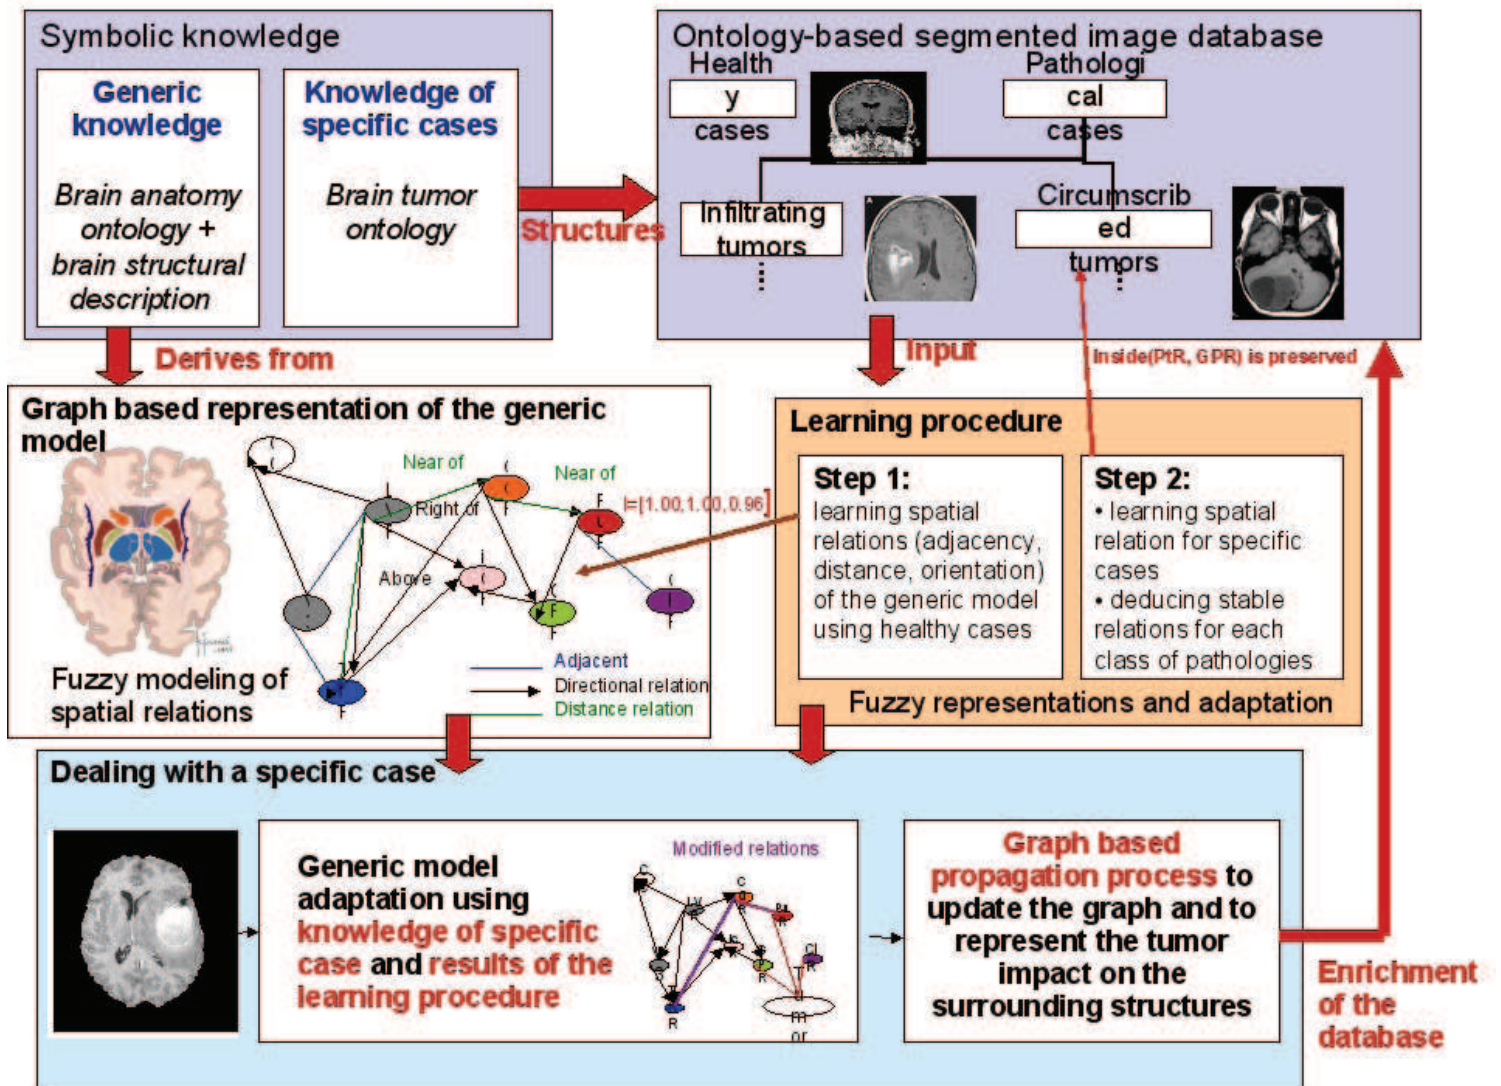 Symbolic knowledge
Generic
knowledge
Brain anatomy
ontology +
brain structural
description
Knowledge of
specific cases
Brain tumor
ontology
Structures
Ontology-based segmented image database
Health
y
cases
Pathologi
cal
cases
Infiltrating
tumors
Circumscrib
ed
tumors
Derives from
Input
Inside(PtR, GPR) is preserved
Graph based representation of the generic
model
Near of
Near of
Right of
Above
I=[1.00,1.00,0.96]
Adjacent
Directional relation
Distance relation
Fuzzy modeling of
spatial relations
Learning procedure
Step 1:
learning spatial
relations (adjacency,
distance, orientation)
of the generic model
using healthy cases
Step 2:
• learning spatial
relation for specific
cases
• deducing stable
relations for each
class of pathologies
Fuzzy representations and adaptation
Dealing with a specific case
Generic model
adaptation using
knowledge of specific
case and results of the
learning procedure
Modified relations
Graph based
propagation process to
update the graph and to
represent the tumor
impact on the
surrounding structures
Enrichment
of the
database